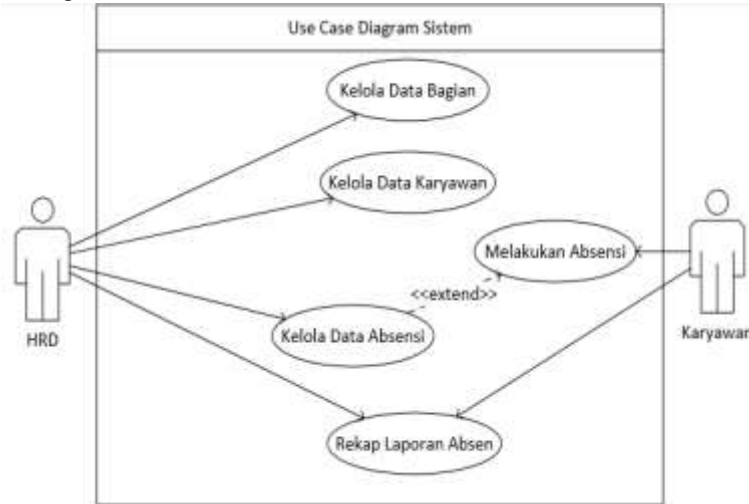 Use Case Diagram Sistem
Kelola Data Bagian
Kelola Data Karyawan
Melakukan Absensi
<<extend>>
Kelola Data Absensi
HRD
Karyawan
Rekap Laporan Absen